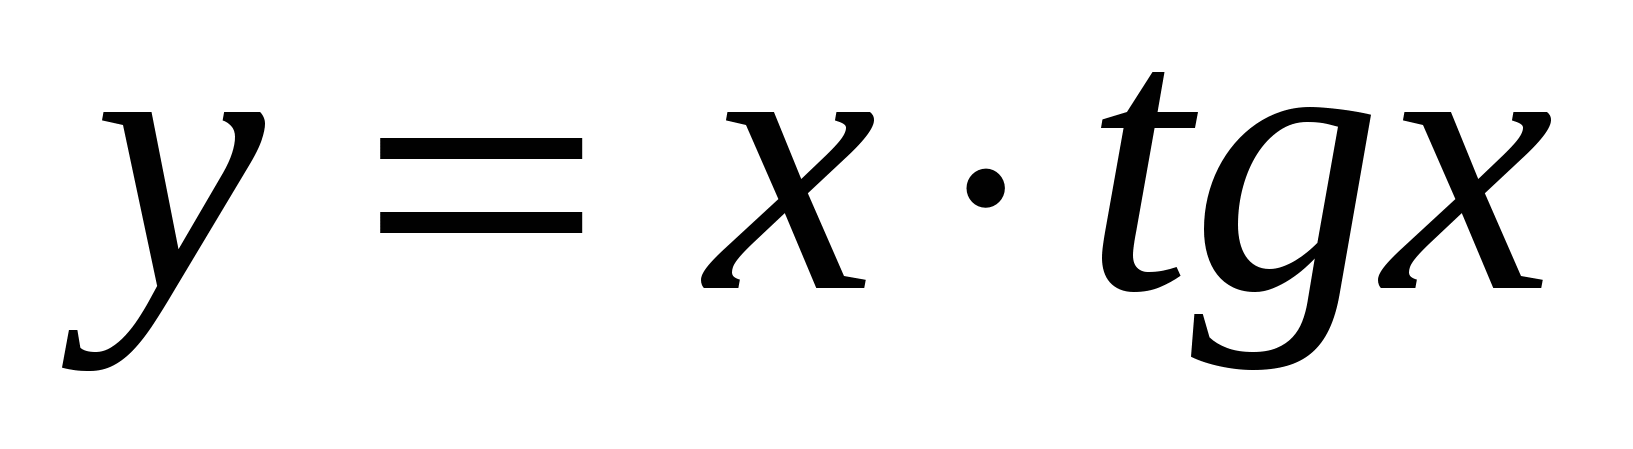 y = x · tgx